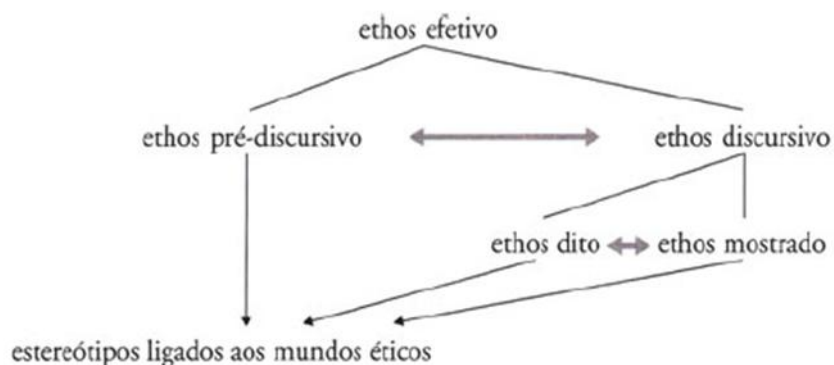 ethos efetivo
ethos pré-discursivo
ethos discursivo
ethos dito
ethos mostrado
estereótipos ligados aos mundos éticos